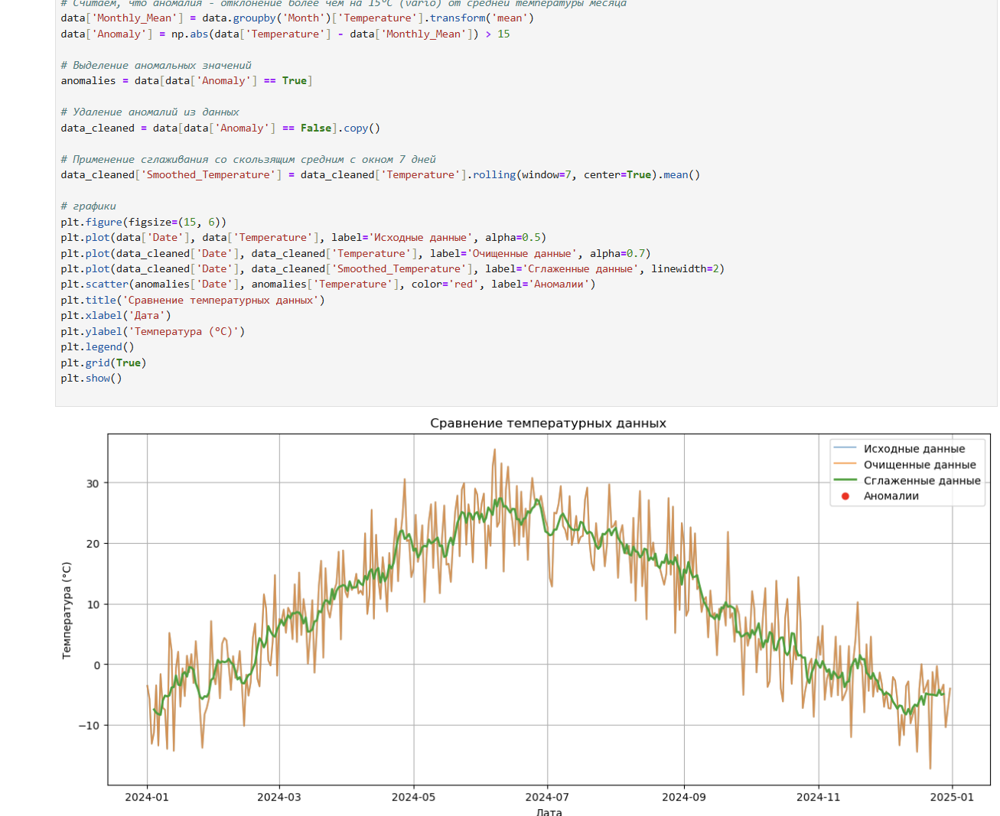 # Считаем, что аномалия - отклонение более чем на 15°C (vario) от средней температуры месяца
data['Monthly_Mean'] = data.groupby('Month')['Temperature'].transform('mean')
data['Anomaly'] = np.abs(data['Temperature'] - data['Monthly_Mean']) > 15
# Выделение аномальных значений
anomalies = data[data['Anomaly'] == True]
# Удаление аномалий из данных
data_cleaned = data[data['Anomaly'] == False].copy()
# Применение сглаживания со скользящим средним с окном 7 дней
data_cleaned['Smoothed_Temperature'] = data_cleaned['Temperature'].rolling(window=7, center=True).mean()
# графики
plt.figure(figsize=(15, 6))
plt.plot(data['Date'], data['Temperature'], label='Исходные данные', alpha=0.5)
plt.plot(data_cleaned['Date'], data_cleaned['Temperature'], label='Очищенные данные', alpha=0.7)
plt.plot(data_cleaned['Date'], data_cleaned['Smoothed_Temperature'], label='Сглаженные данные', linewidth=2)
plt.scatter(anomalies['Date'], anomalies['Temperature'], color='red', label='Аномалии')
plt.title('Сравнение температурных данных')
plt.xlabel('Дата')
plt.ylabel('Температура (°C)')
plt.legend()
plt.grid(True)
plt.show()
Сравнение температурных данных
Исходные данные
Очищенные данные
Сглаженные данные
Аномалии
Температура (°C)
30
20
10
0
−10
2024-01
2024-03
2024-05
2024-07
2024-09
2024-11
2025-01
Дата